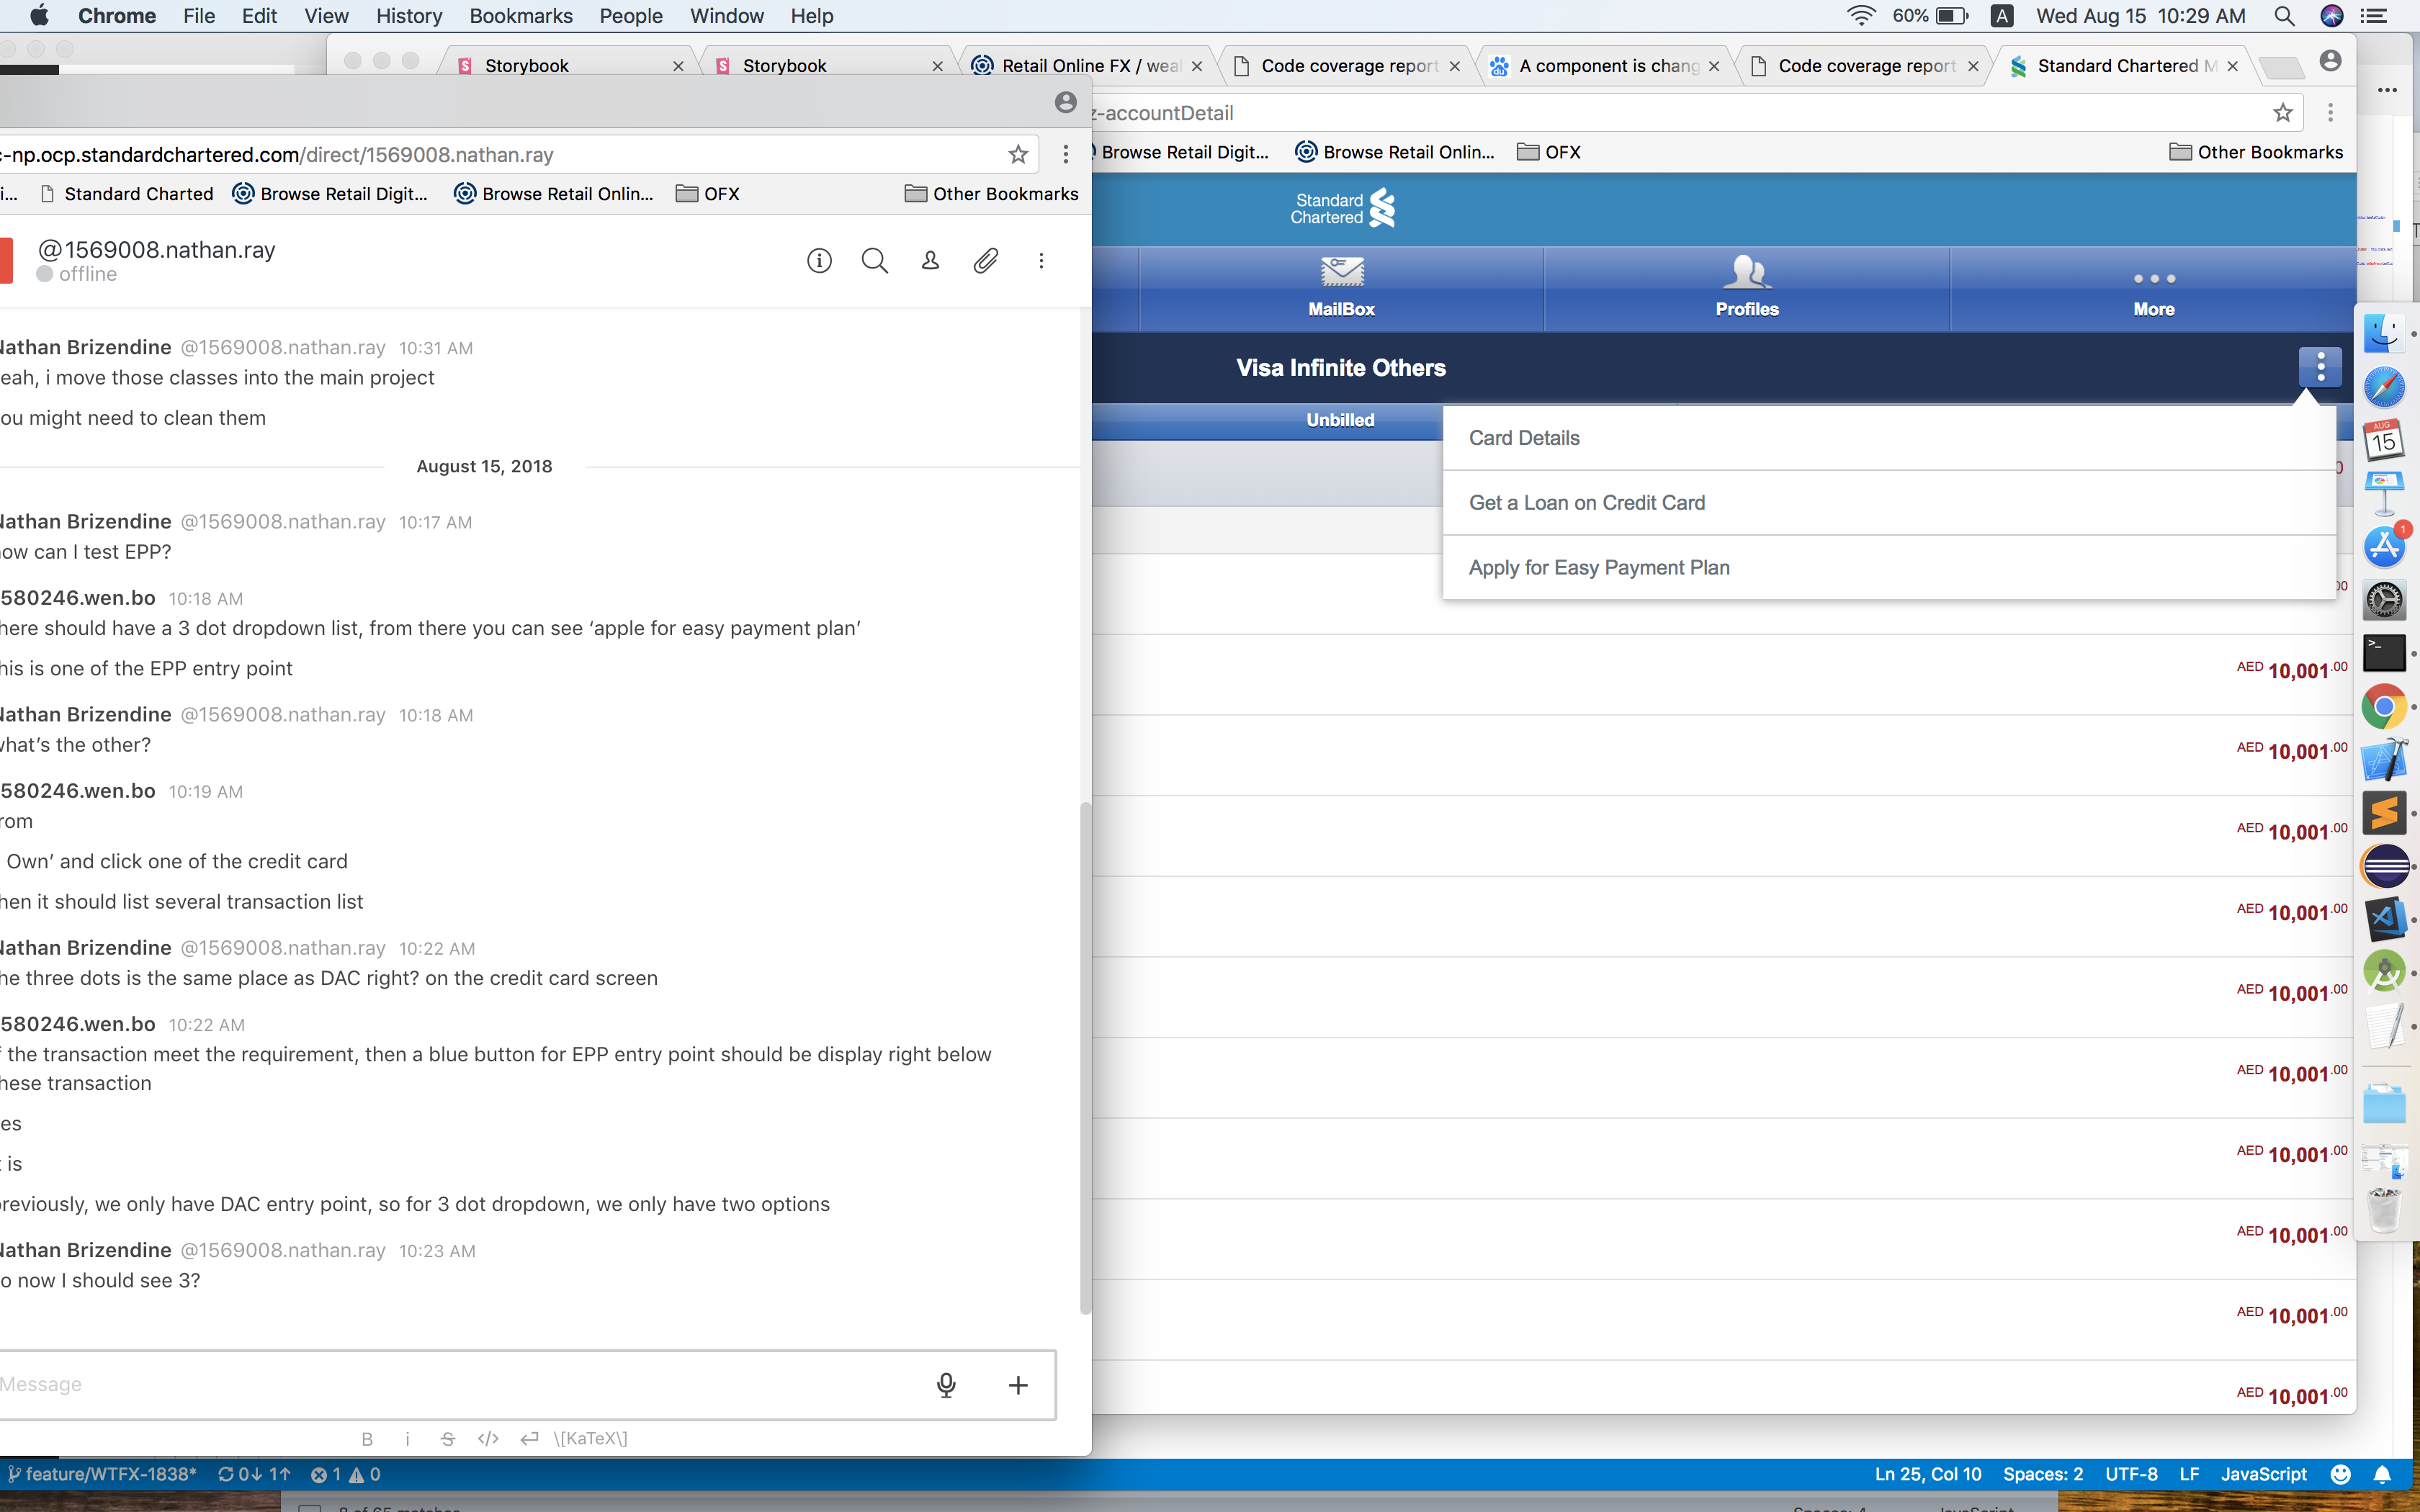 Chrome File Edit View History Bookmarks People Window Help 60% A Wed Aug 15 10:29 AM
Storybook Storybook Retail Online FX / weal Code coverage report A component is chang Code coverage report Standard Chartered M
z-accountDetail
Browse Retail Digit... Browse Retail Onlin... OFX Other Bookmarks
c-np.ocp.standardchartered.com/direct/1569008.nathan.ray
i... Standard Charted Browse Retail Digit... Browse Retail Onlin... OFX Other Bookmarks
@1569008.nathan.ray
offline
Nathan Brizendine @1569008.nathan.ray 10:31 AM
eah, i move those classes into the main project
ou might need to clean them
August 15, 2018
Nathan Brizendine @1569008.nathan.ray 10:17 AM
how can I test EPP?
580246.wen.bo 10:18 AM
here should have a 3 dot dropdown list, from there you can see ‘apple for easy payment plan’
his is one of the EPP entry point
Nathan Brizendine @1569008.nathan.ray 10:18 AM
what’s the other?
580246.wen.bo 10:19 AM
rom
Own’ and click one of the credit card
hen it should list several transaction list
Nathan Brizendine @1569008.nathan.ray 10:22 AM
he three dots is the same place as DAC right? on the credit card screen
580246.wen.bo 10:22 AM
f the transaction meet the requirement, then a blue button for EPP entry point should be display right below
hese transaction
es
t is
previously, we only have DAC entry point, so for 3 dot dropdown, we only have two options
Nathan Brizendine @1569008.nathan.ray 10:23 AM
o now I should see 3?
Message
B i S </> \[KaTeX\]
Standard
Chartered
MailBox Profiles More
Visa Infinite Others
Unbilled
Card Details
Get a Loan on Credit Card
Apply for Easy Payment Plan
0
00
AED 10,001.00
AED 10,001.00
AED 10,001.00
AED 10,001.00
AED 10,001.00
AED 10,001.00
AED 10,001.00
AED 10,001.00
AED 10,001.00
AED 10,001.00
AUG
15
1
feature/WTFX-1838* 0↓ 1↑ 1 0 Ln 25, Col 10 Spaces: 2 UTF-8 LF JavaScript